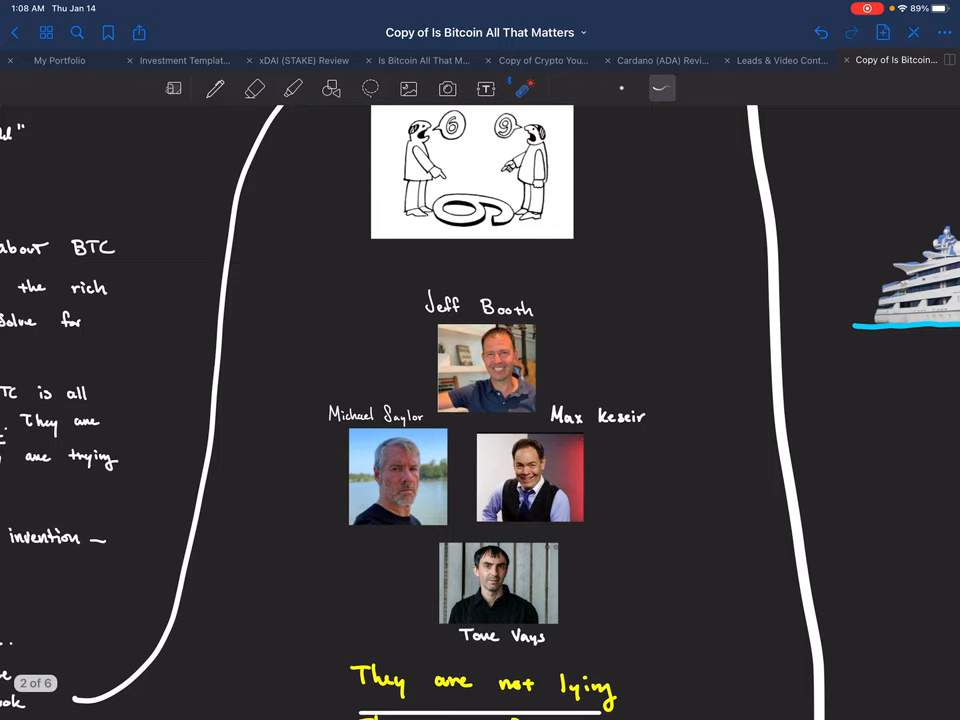 1:08 AM Thu Jan 14
89%
Copy of Is Bitcoin All That Matters
My Portfolio
Investment Templat...
xDAI (STAKE) Review
Is Bitcoin All That M...
Copy of Crypto You...
Cardano (ADA) Revi...
Leads & Video Cont...
Copy of Is Bitcoin...
T
6
9
about BTC
the rich
Solve for
TC is all
. They are
are trying
invention —
Jeff Booth
Michael Saylor
Max Keseir
Tone Vays
They are not lying
2 of 6